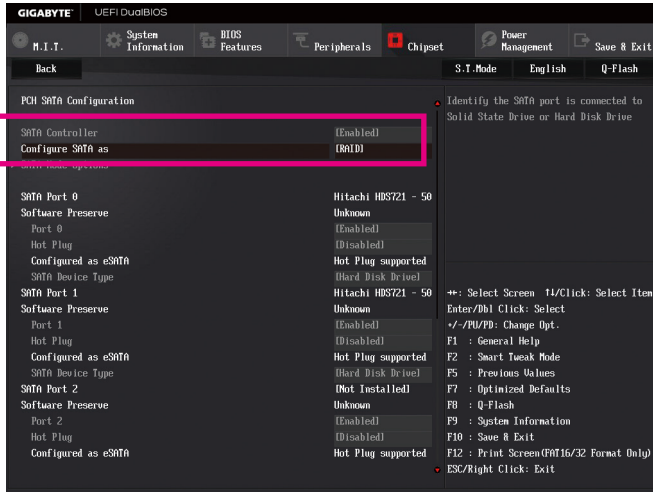 GIGABYTE™ UEFI DualBIOS
M.I.T. System Information BIOS Features Peripherals Chipset Power Management Save & Exit
Back S.T.Mode English Q-Flash
PCH SATA Configuration
SATA Controller [Enabled]
Configure SATA as [RAID]
SATA Mode Options
SATA Port 0 Hitachi HDS721 - 50
Software Preserve Unknown
Port 0 [Enabled]
Hot Plug [Disabled]
Configured as eSATA Hot Plug supported
SATA Device Type [Hard Disk Drive]
SATA Port 1 Hitachi HDS721 - 50
Software Preserve Unknown
Port 1 [Enabled]
Hot Plug [Disabled]
Configured as eSATA Hot Plug supported
SATA Device Type [Hard Disk Drive]
SATA Port 2 [Not Installed]
Software Preserve Unknown
Port 2 [Enabled]
Hot Plug [Disabled]
Configured as eSATA Hot Plug supported
Identify the SATA port is connected to
Solid State Drive or Hard Disk Drive
→←: Select Screen ↑↓/Click: Select Item
Enter/Dbl Click: Select
+/-/PU/PD: Change Opt.
F1 : General Help
F2 : Smart Tweak Mode
F5 : Previous Values
F7 : Optimized Defaults
F8 : Q-Flash
F9 : System Information
F10 : Save & Exit
F12 : Print Screen(FAT16/32 Format Only)
ESC/Right Click: Exit